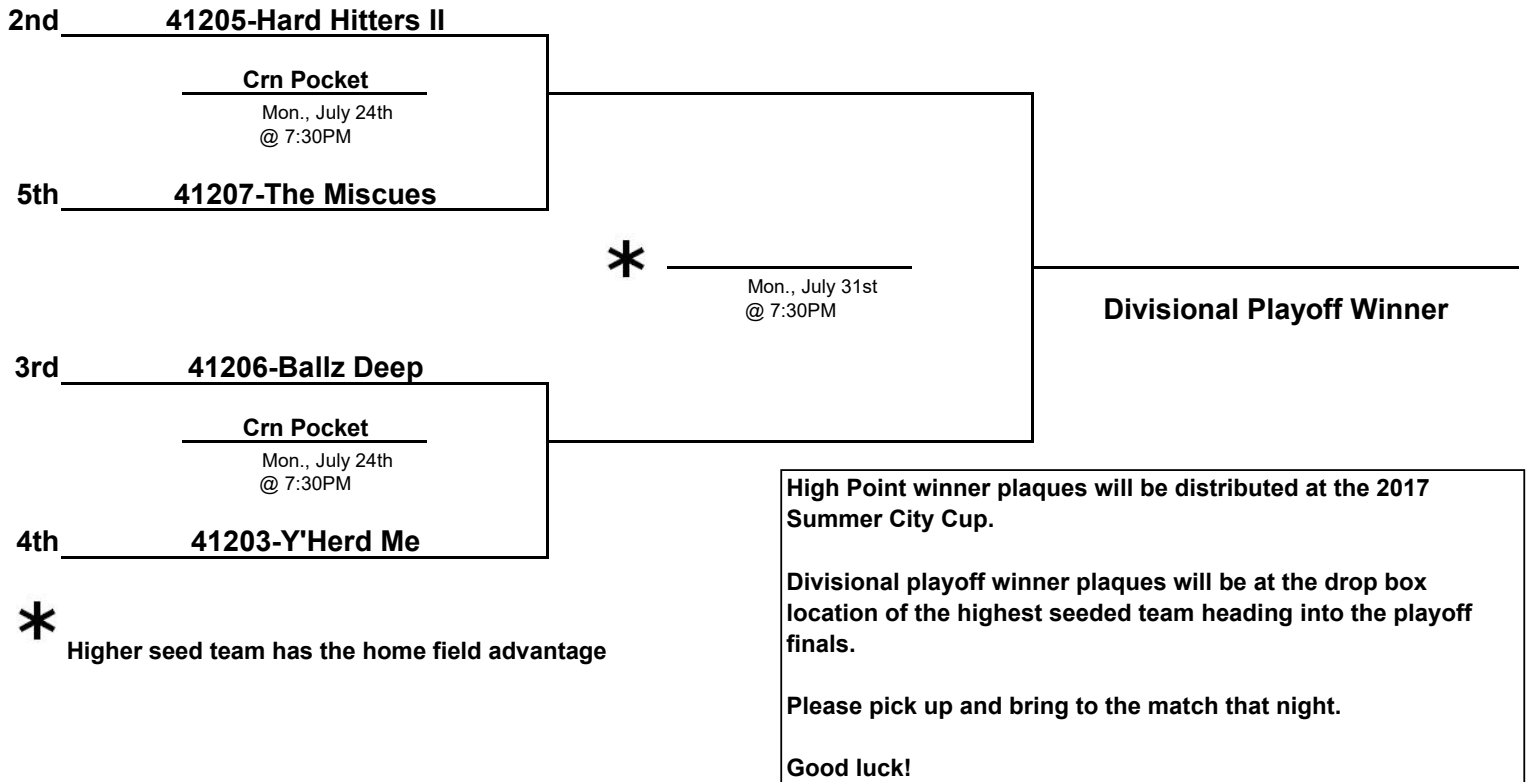 2nd 41205-Hard Hitters II
Crn Pocket
Mon., July 24th
@ 7:30PM
5th 41207-The Miscues
*
Mon., July 31st
@ 7:30PM
Divisional Playoff Winner
3rd 41206-Ballz Deep
Crn Pocket
Mon., July 24th
@ 7:30PM
4th 41203-Y'Herd Me
* Higher seed team has the home field advantage
High Point winner plaques will be distributed at the 2017
Summer City Cup.
Divisional playoff winner plaques will be at the drop box
location of the highest seeded team heading into the playoff
finals.
Please pick up and bring to the match that night.
Good luck!